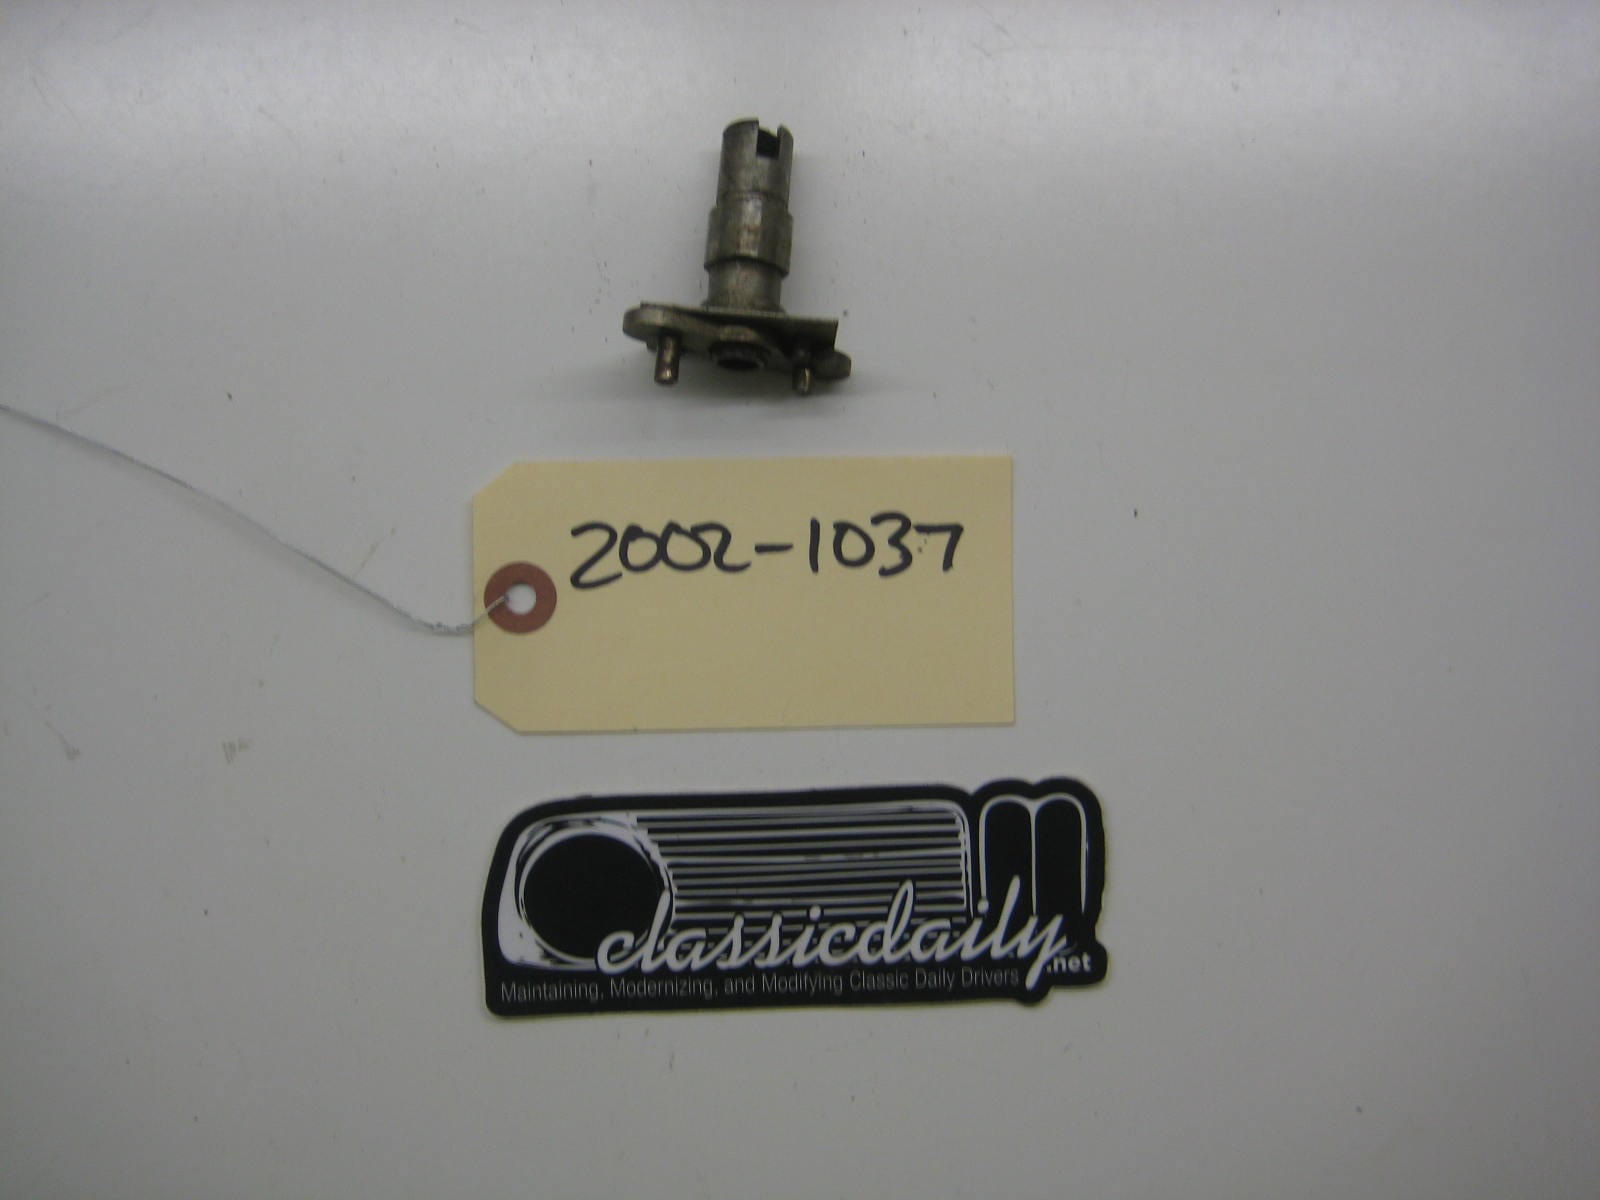 2002-1037
classicdaily
.net
Maintaining, Modernizing, and Modifying Classic Daily Drivers